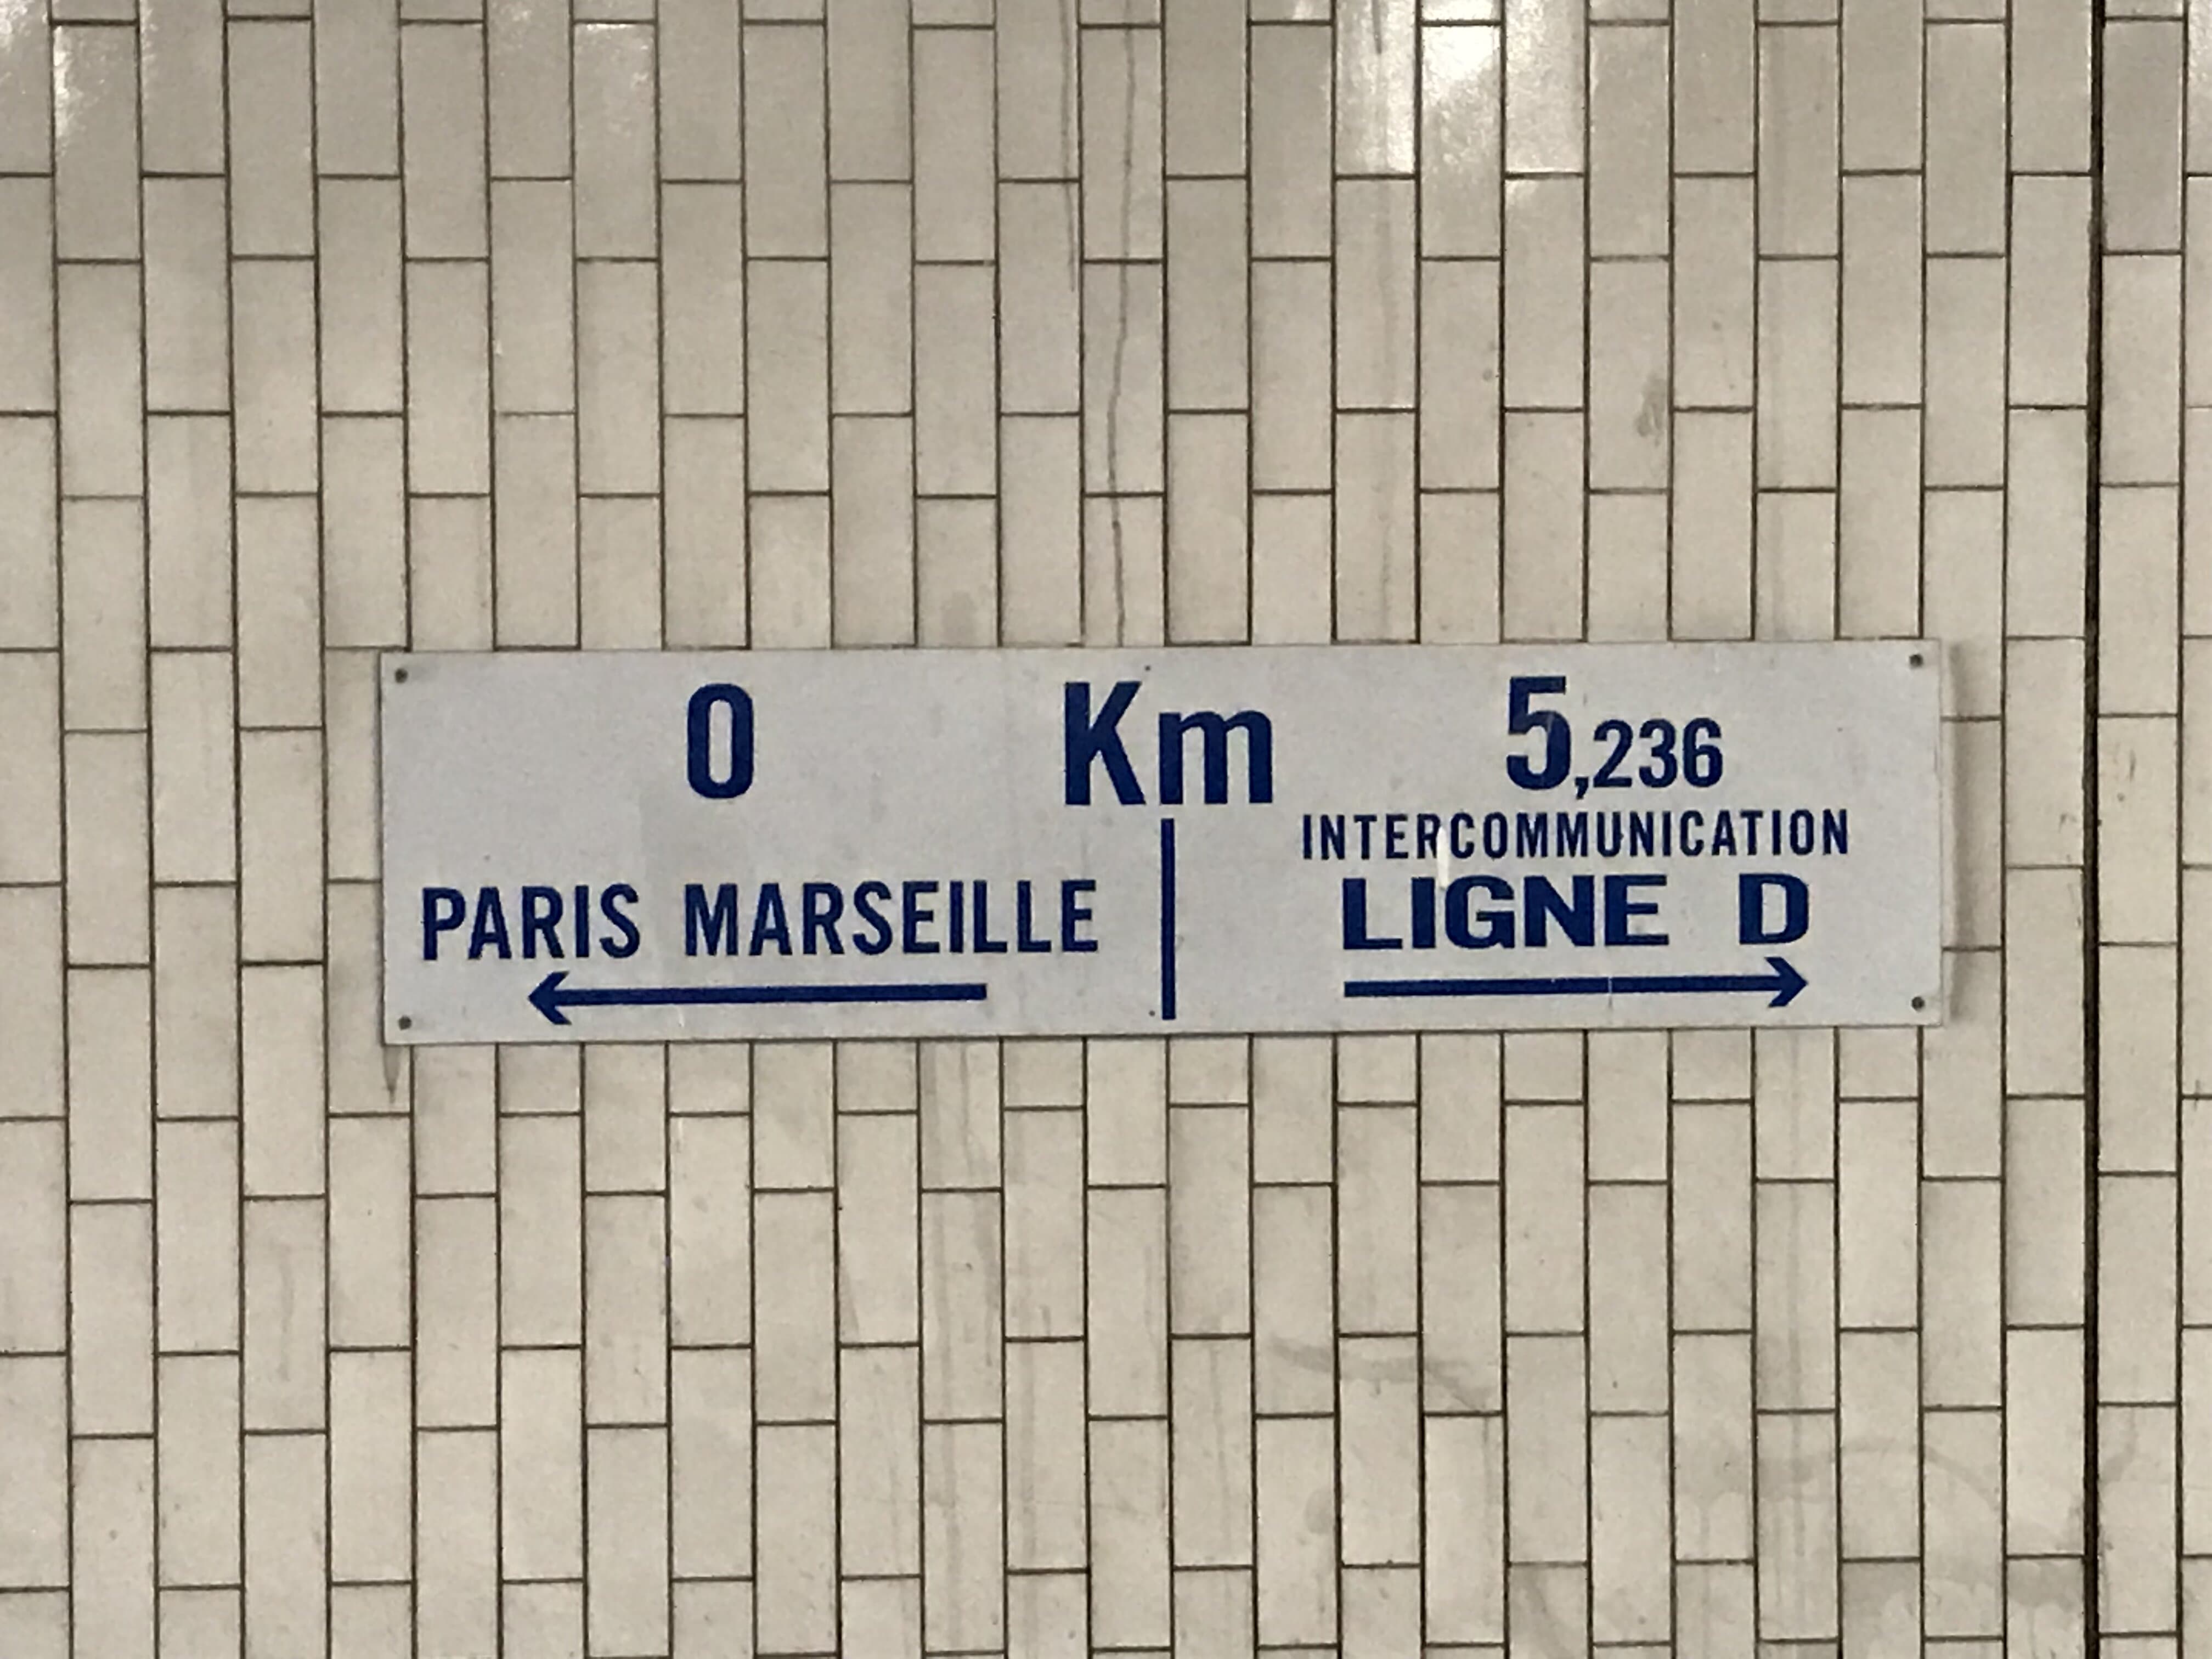 0 Km 5,236
INTERCOMMUNICATION
PARIS MARSEILLE LIGNE D